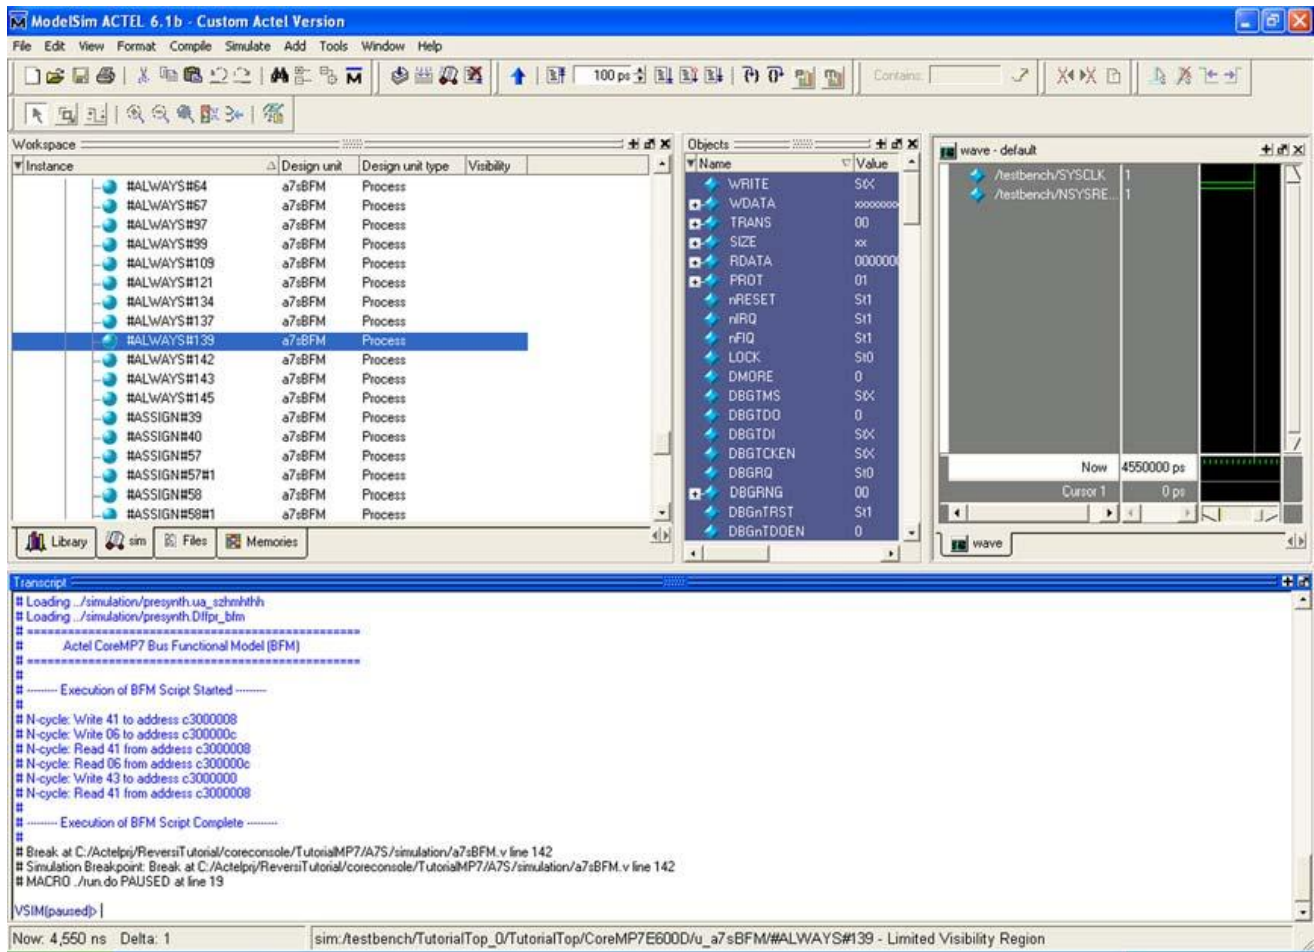 ModelSim ACTEL 6.1b - Custom Actel Version
File Edit View Format Compile Simulate Add Tools Window Help
100 ps Contains:
Workspace
Instance Design unit Design unit type Visibility
#ALWAYS#64 a7sBFM Process
#ALWAYS#67 a7sBFM Process
#ALWAYS#97 a7sBFM Process
#ALWAYS#99 a7sBFM Process
#ALWAYS#109 a7sBFM Process
#ALWAYS#121 a7sBFM Process
#ALWAYS#134 a7sBFM Process
#ALWAYS#137 a7sBFM Process
#ALWAYS#139 a7sBFM Process
#ALWAYS#142 a7sBFM Process
#ALWAYS#143 a7sBFM Process
#ALWAYS#145 a7sBFM Process
#ASSIGN#39 a7sBFM Process
#ASSIGN#40 a7sBFM Process
#ASSIGN#57 a7sBFM Process
#ASSIGN#57#1 a7sBFM Process
#ASSIGN#58 a7sBFM Process
#ASSIGN#58#1 a7sBFM Process
Library sim Files Memories
Objects
Name Value
WRITE StX
WDATA xxxxxxxx
TRANS 00
SIZE xx
RDATA 0000000
PROT 01
nRESET St1
nIRQ St1
nFIQ St1
LOCK St0
DMORE 0
DBGTMS StX
DBGTDO 0
DBGTDI StX
DBGTCKEN StX
DBGRQ St0
DBGRNG 00
DBGnTRST St1
DBGnTDOEN 0
wave - default
/testbench/SYSCLK 1
/testbench/NSYSRE... 1
Now 4550000 ps
Cursor 1 0 ps
wave
Transcript
# Loading ../simulation/presynth.ua_szhmhthh
# Loading ../simulation/presynth.Dffpr_bfm
# =================================================
# Actel CoreMP7 Bus Functional Model (BFM)
# =================================================
#
# --------- Execution of BFM Script Started ---------
#
# N-cycle: Write 41 to address c3000008
# N-cycle: Write 06 to address c300000c
# N-cycle: Read 41 from address c3000008
# N-cycle: Read 06 from address c300000c
# N-cycle: Write 43 to address c3000000
# N-cycle: Read 41 from address c3000008
#
# --------- Execution of BFM Script Complete ---------
#
# Break at C:/Actelprj/ReversiTutorial/coreconsole/TutorialMP7/A7S/simulation/a7sBFM.v line 142
# Simulation Breakpoint: Break at C:/Actelprj/ReversiTutorial/coreconsole/TutorialMP7/A7S/simulation/a7sBFM.v line 142
# MACRO ./run.do PAUSED at line 19
VSIM(paused)>
Now: 4,550 ns Delta: 1 sim:/testbench/TutorialTop_0/TutorialTop/CoreMP7E600D/u_a7sBFM/#ALWAYS#139 - Limited Visibility Region